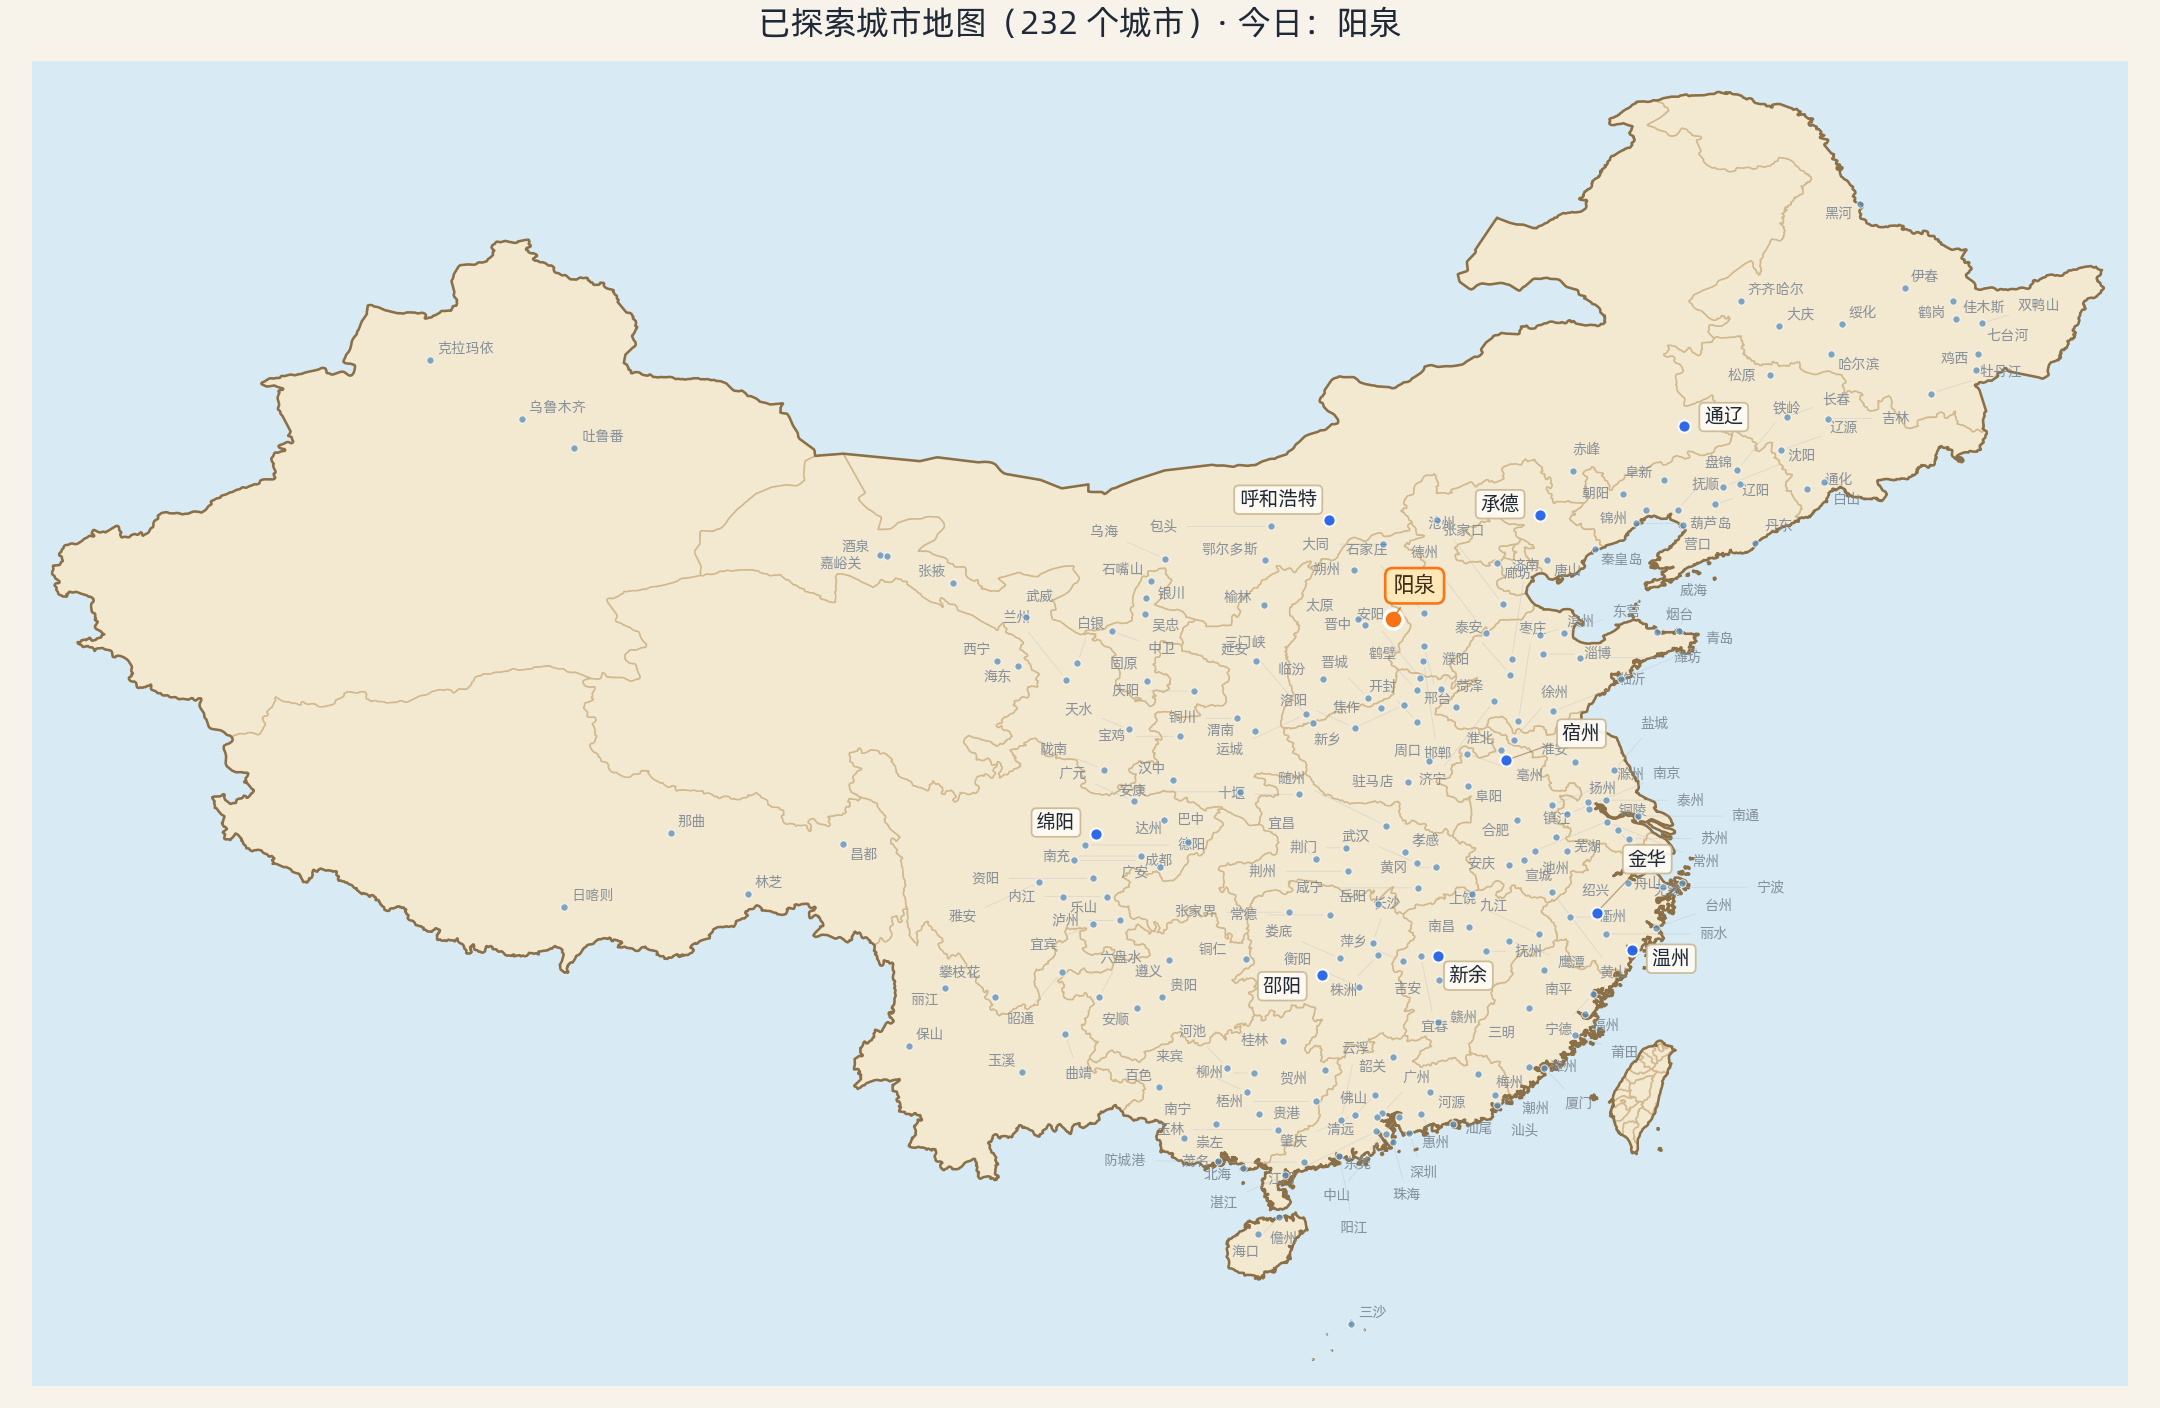 已探索城市地图（232 个城市）· 今日：阳泉
黑河
伊春
齐齐哈尔
大庆
绥化
鹤岗
佳木斯
双鸭山
七台河
克拉玛依
哈尔滨
鸡西
牡丹江
松原
乌鲁木齐
吐鲁番
通辽
铁岭
长春
吉林
辽源
赤峰
沈阳
盘锦
阜新
抚顺
辽阳
通化
白山
朝阳
呼和浩特
承德
锦州
葫芦岛
丹东
营口
乌海
包头
沧州
张家口
酒泉
嘉峪关
鄂尔多斯
大同
石家庄
德州
济南
廊坊
唐山
秦皇岛
张掖
石嘴山
朔州
阳泉
威海
武威
银川
榆林
太原
安阳
东营
烟台
兰州
白银
吴忠
晋中
泰安
枣庄
滨州
青岛
西宁
中卫
三门峡
延安
鹤壁
濮阳
淄博
潍坊
海东
固原
庆阳
临汾
晋城
开封
菏泽
临沂
邢台
徐州
天水
铜川
洛阳
焦作
渭南
宝鸡
运城
新乡
宿州
盐城
陇南
周口
邯郸
淮北
淮安
广元
汉中
随州
驻马店
济宁
亳州
滁州
南京
安康
十堰
阜阳
扬州
泰州
绵阳
那曲
达州
巴中
宜昌
武汉
孝感
合肥
镇江
铜陵
南通
昌都
南充
成都
德阳
荆门
黄冈
安庆
池州
芜湖
苏州
金华
常州
日喀则
林芝
资阳
广安
荆州
咸宁
宣城
绍兴
舟山
宁波
雅安
内江
乐山
泸州
张家界
常德
岳阳
长沙
上饶
九江
衢州
台州
宜宾
铜仁
娄底
萍乡
南昌
抚州
丽水
攀枝花
六盘水
遵义
衡阳
鹰潭
黄山
温州
丽江
贵阳
邵阳
株洲
吉安
新余
南平
昭通
安顺
保山
河池
桂林
宜春
赣州
三明
宁德
福州
玉溪
曲靖
来宾
百色
柳州
贺州
云浮
韶关
广州
梅州
莆田
漳州
南宁
梧州
贵港
佛山
河源
潮州
厦门
玉林
崇左
肇庆
清远
惠州
汕尾
汕头
防城港
茂名
北海
东莞
深圳
湛江
中山
珠海
阳江
海口
儋州
三沙